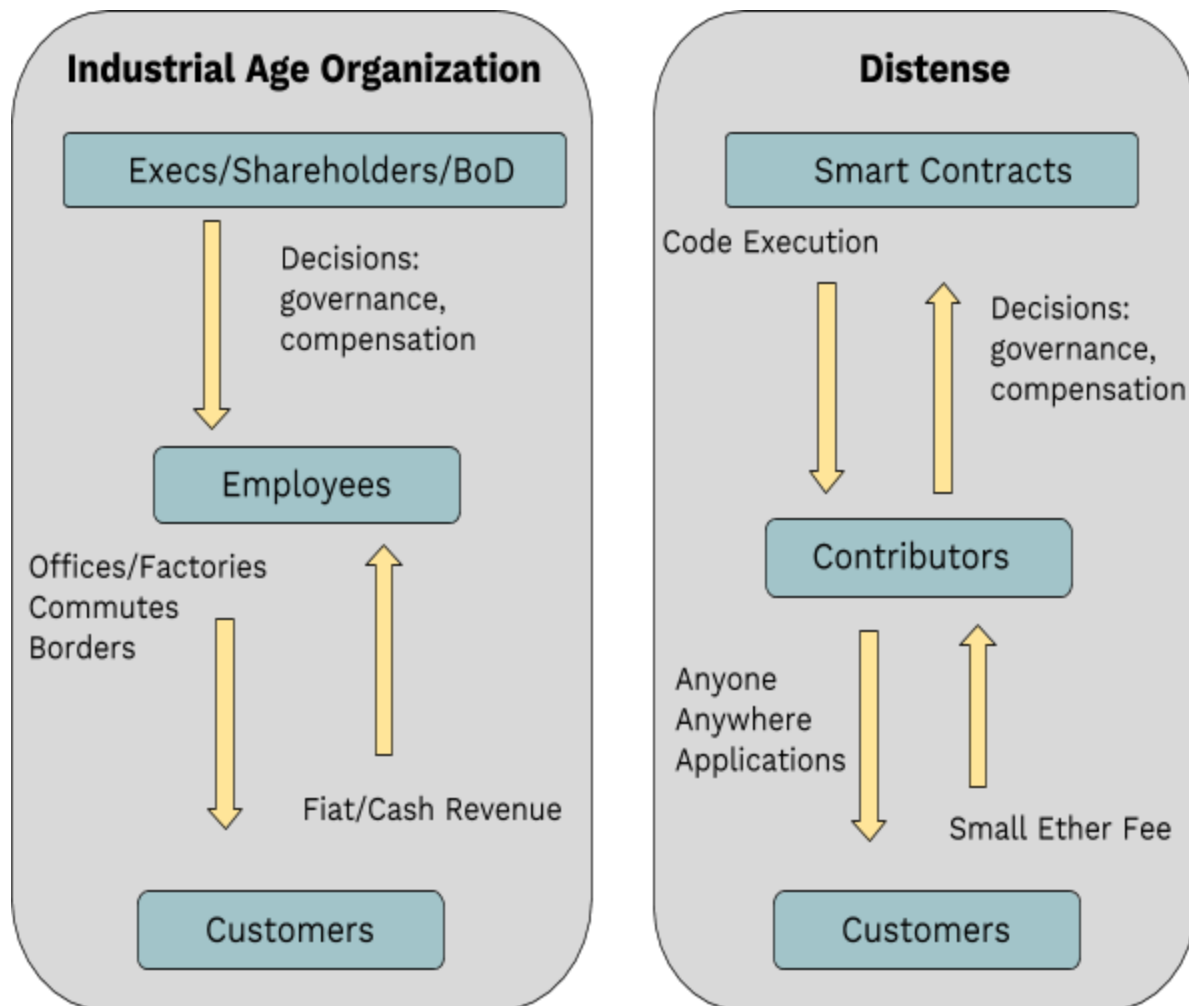 Industrial Age Organization
Execs/Shareholders/BoD
Decisions:
governance,
compensation
Employees
Offices/Factories
Commutes
Borders
Fiat/Cash Revenue
Customers
Distense
Smart Contracts
Code Execution
Decisions:
governance,
compensation
Contributors
Anyone
Anywhere
Applications
Small Ether Fee
Customers